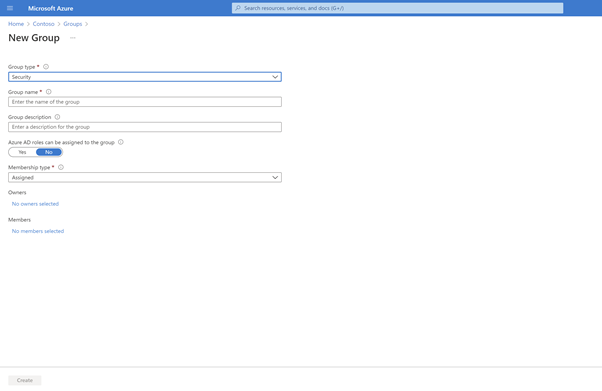 Microsoft Azure
Search resources, services, and docs (G+/)
Home > Contoso > Groups >
New Group ...
Group type *
Security
Group name *
Enter the name of the group
Group description
Enter a description for the group
Azure AD roles can be assigned to the group
Yes No
Membership type *
Assigned
Owners
No owners selected
Members
No members selected
Create